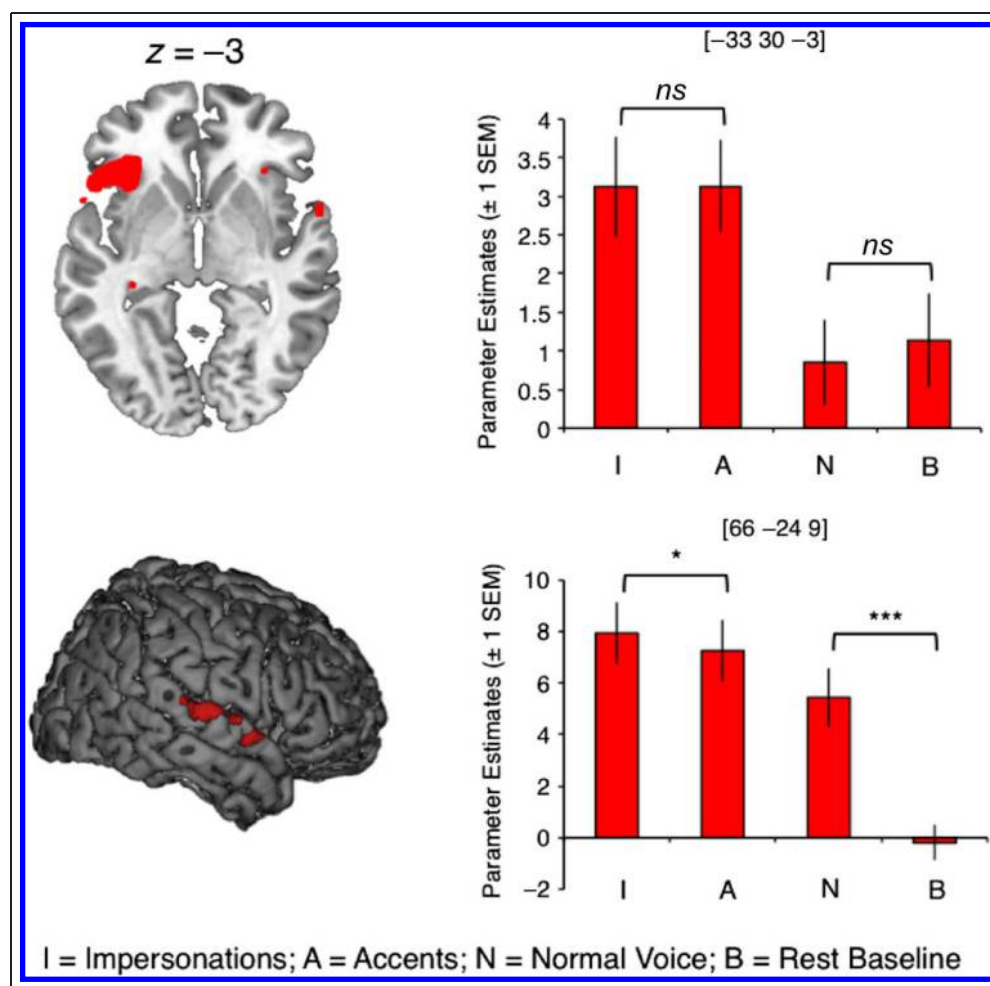 z = −3
[−33 30 −3]
Parameter Estimates (± 1 SEM)
4
3.5
3
2.5
2
1.5
1
0.5
0
ns
ns
I A N B
[66 −24 9]
Parameter Estimates (± 1 SEM)
10
8
6
4
2
0
−2
*
***
I A N B
I = Impersonations; A = Accents; N = Normal Voice; B = Rest Baseline